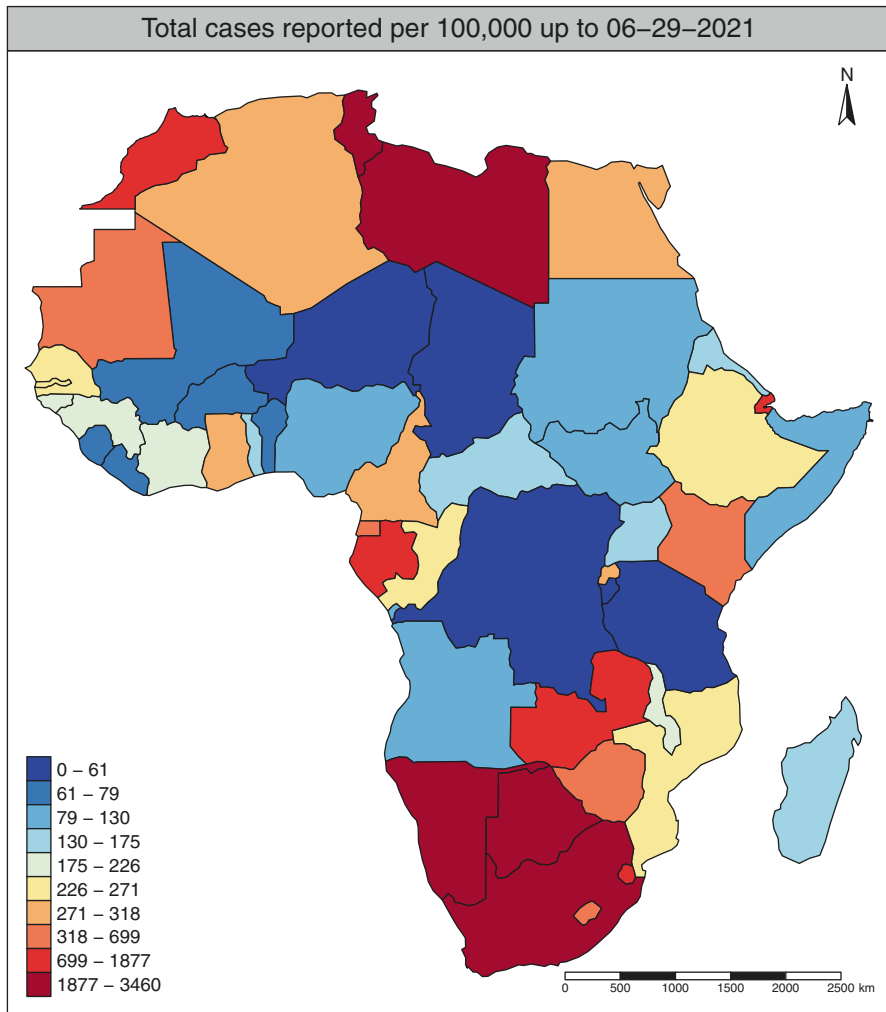 Total cases reported per 100,000 up to 06–29–2021
N
0 – 61
61 – 79
79 – 130
130 – 175
175 – 226
226 – 271
271 – 318
318 – 699
699 – 1877
1877 – 3460
0 500 1000 1500 2000 2500 km